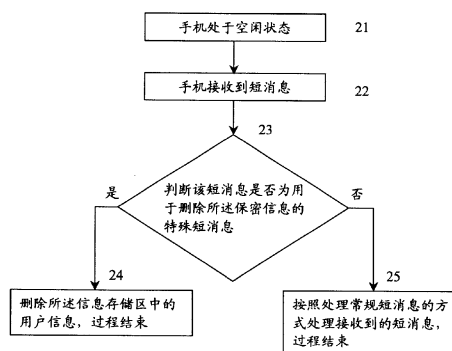 手机处于空闲状态
21
手机接收到短消息
22
23
是
判断该短消息是否为用
于删除所述保密信息的
特殊短消息
否
24
删除所述信息存储区中的
用户信息，过程结束
25
按照处理常规短消息的方
式处理接收到的短消息，
过程结束